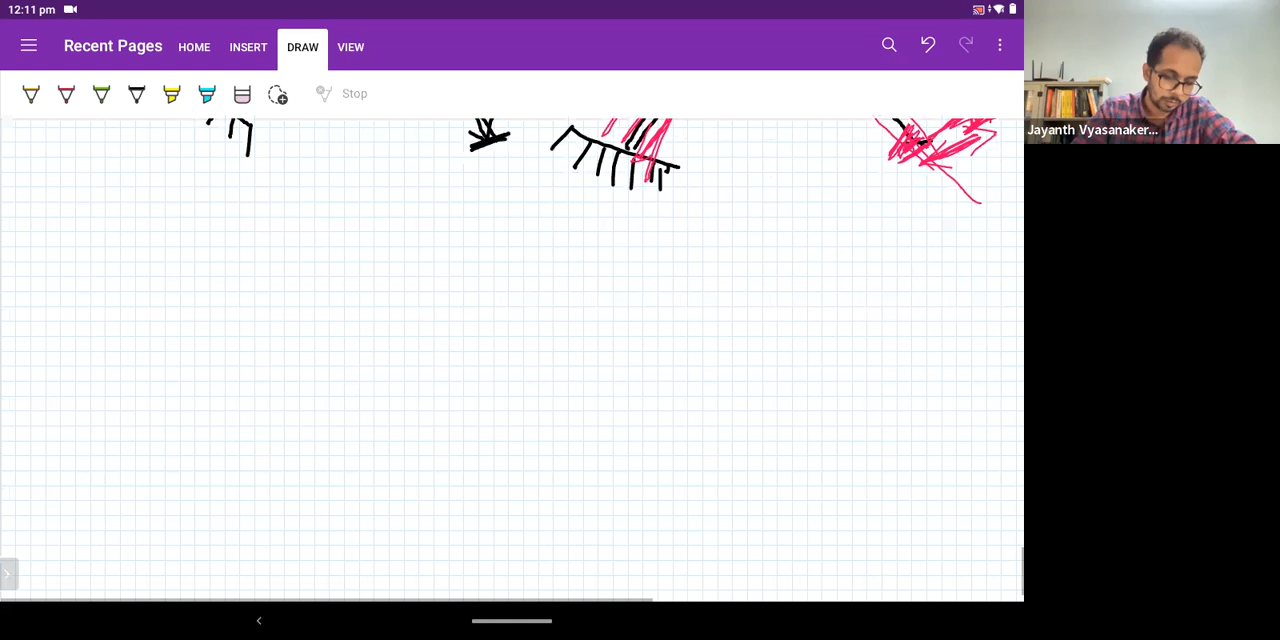 12:11 pm
Recent Pages HOME INSERT DRAW VIEW
Stop
Jayanth Vyasanaker...